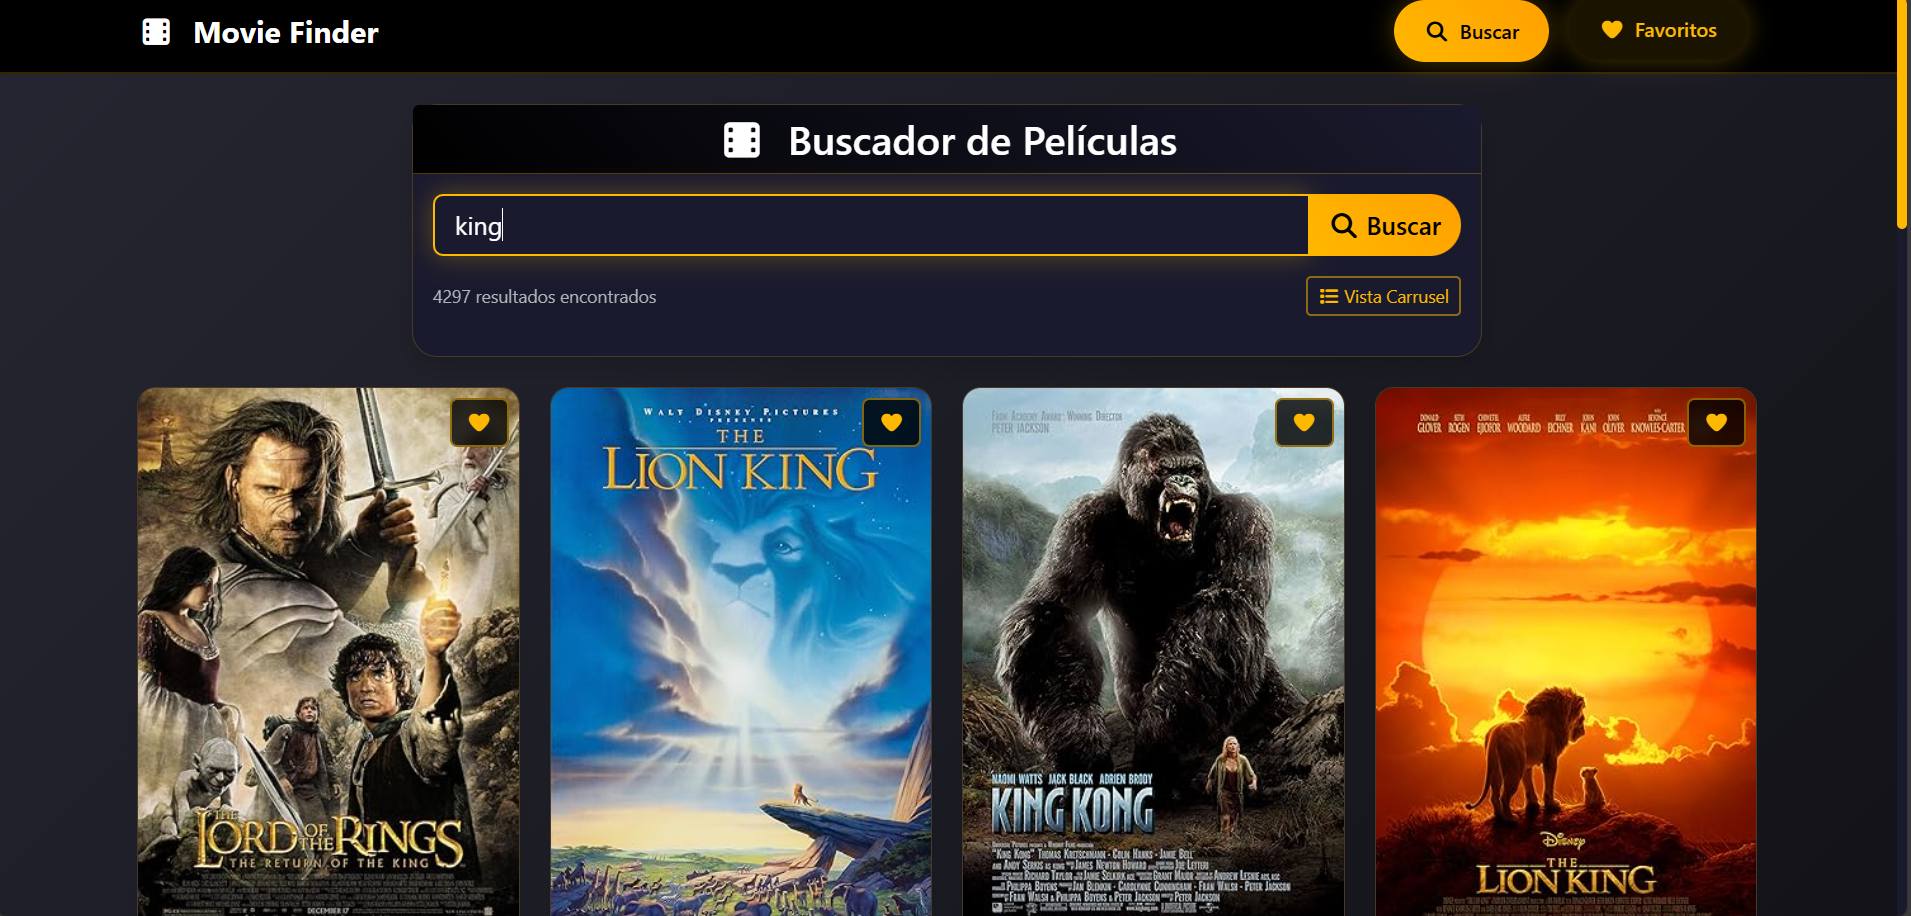 Movie Finder
Buscar
Favoritos
Buscador de Películas
king
Buscar
4297 resultados encontrados
Vista Carrusel
THE
LORD OF THE RINGS
THE RETURN OF THE KING
DECEMBER 17
WALT DISNEY PICTURES
PRESENTS
THE
LION KING
FROM ACADEMY AWARD WINNING DIRECTOR
PETER JACKSON
NAOMI WATTS JACK BLACK ADRIEN BRODY
KING KONG
DONALD GLOVER SETH ROGEN CHIWETEL EJIOFOR ALFRE WOODARD BILLY EICHNER JOHN KANI JOHN OLIVER WITH BEYONCÉ KNOWLES-CARTER
Disney
THE
LION KING